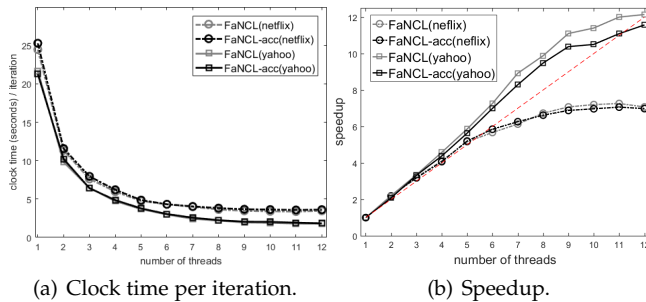 FaNCL(netflix)
FaNCL-acc(netflix)
FaNCL(yahoo)
FaNCL-acc(yahoo)
clock time (seconds) / iteration
30
25
20
15
10
5
0
1 2 3 4 5 6 7 8 9 10 11 12
number of threads
(a) Clock time per iteration.
FaNCL(neflix)
FaNCL-acc(neflix)
FaNCL(yahoo)
FaNCL-acc(yahoo)
speedup
12
10
8
6
4
2
0
1 2 3 4 5 6 7 8 9 10 11 12
number of threads
(b) Speedup.